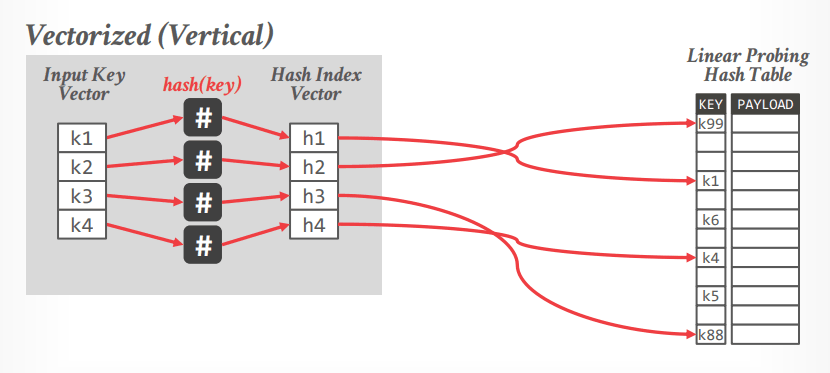 Vectorized (Vertical)
Input Key
Vector
hash(key)
Hash Index
Vector
k1
#
h1
k2
#
h2
k3
#
h3
k4
#
h4
Linear Probing
Hash Table
KEY PAYLOAD
k99
k1
k6
k4
k5
k88